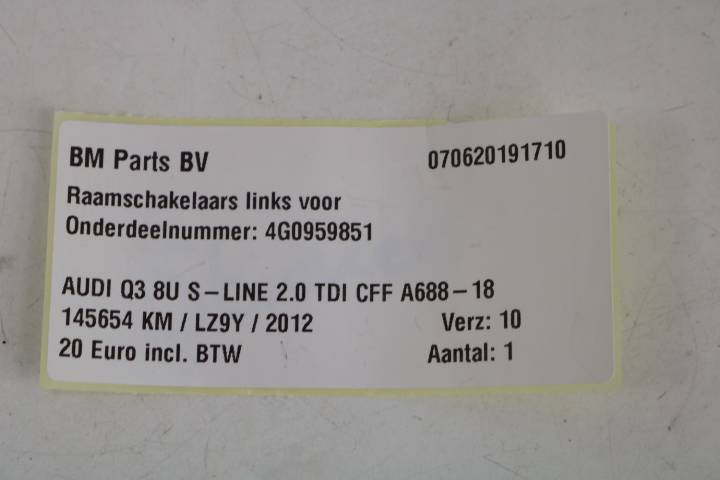 BM Parts BV 070620191710
Raamschakelaars links voor
Onderdeelnummer: 4G0959851
AUDI Q3 8U S-LINE 2.0 TDI CFF A688-18
145654 KM / LZ9Y / 2012 Verz: 10
20 Euro incl. BTW Aantal: 1